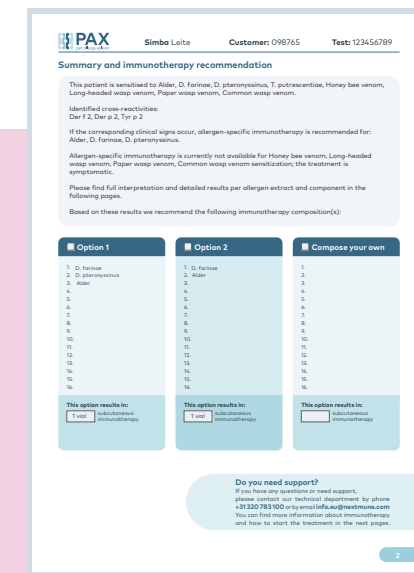 PAX
Simba Leite Customer: 098765 Test: 123456789
Summary and immunotherapy recommendation
This patient is sensitised to Alder, D. farinae, D. pteronyssinus, T. putrescentiae, Honey bee venom,
Long-headed wasp venom, Paper wasp venom, Common wasp venom.
Identified cross-reactivities:
Der f 2, Der p 2, Tyr p 2
If the corresponding clinical signs occur, allergen-specific immunotherapy is recommended for:
Alder, D. farinae, D. pteronyssinus.
Allergen-specific immunotherapy is currently not available for Honey bee venom, Long-headed
wasp venom, Paper wasp venom, Common wasp venom sensitization; the treatment is
symptomatic.
Please find full interpretation and detailed results per allergen extract and component in the
following pages.
Based on these results we recommend the following immunotherapy composition(s):
Option 1
1. D. farinae
2. D. pteronyssinus
3. Alder
4.
5.
6.
7.
8.
9.
10.
11.
12.
13.
14.
15.
16.
This option results in:
1 vial subcutaneous
immunotherapy
Option 2
1. D. farinae
2. Alder
3.
4.
5.
6.
7.
8.
9.
10.
11.
12.
13.
14.
15.
16.
This option results in:
1 vial subcutaneous
immunotherapy
Compose your own
1.
2.
3.
4.
5.
6.
7.
8.
9.
10.
11.
12.
13.
14.
15.
16.
This option results in:
subcutaneous
immunotherapy
Do you need support?
If you have any questions or need support,
please contact our technical department by phone
+31 320 783 100 or by email info.eu@nextmune.com
You can find more information about immunotherapy
and how to start the treatment in the next pages.
2